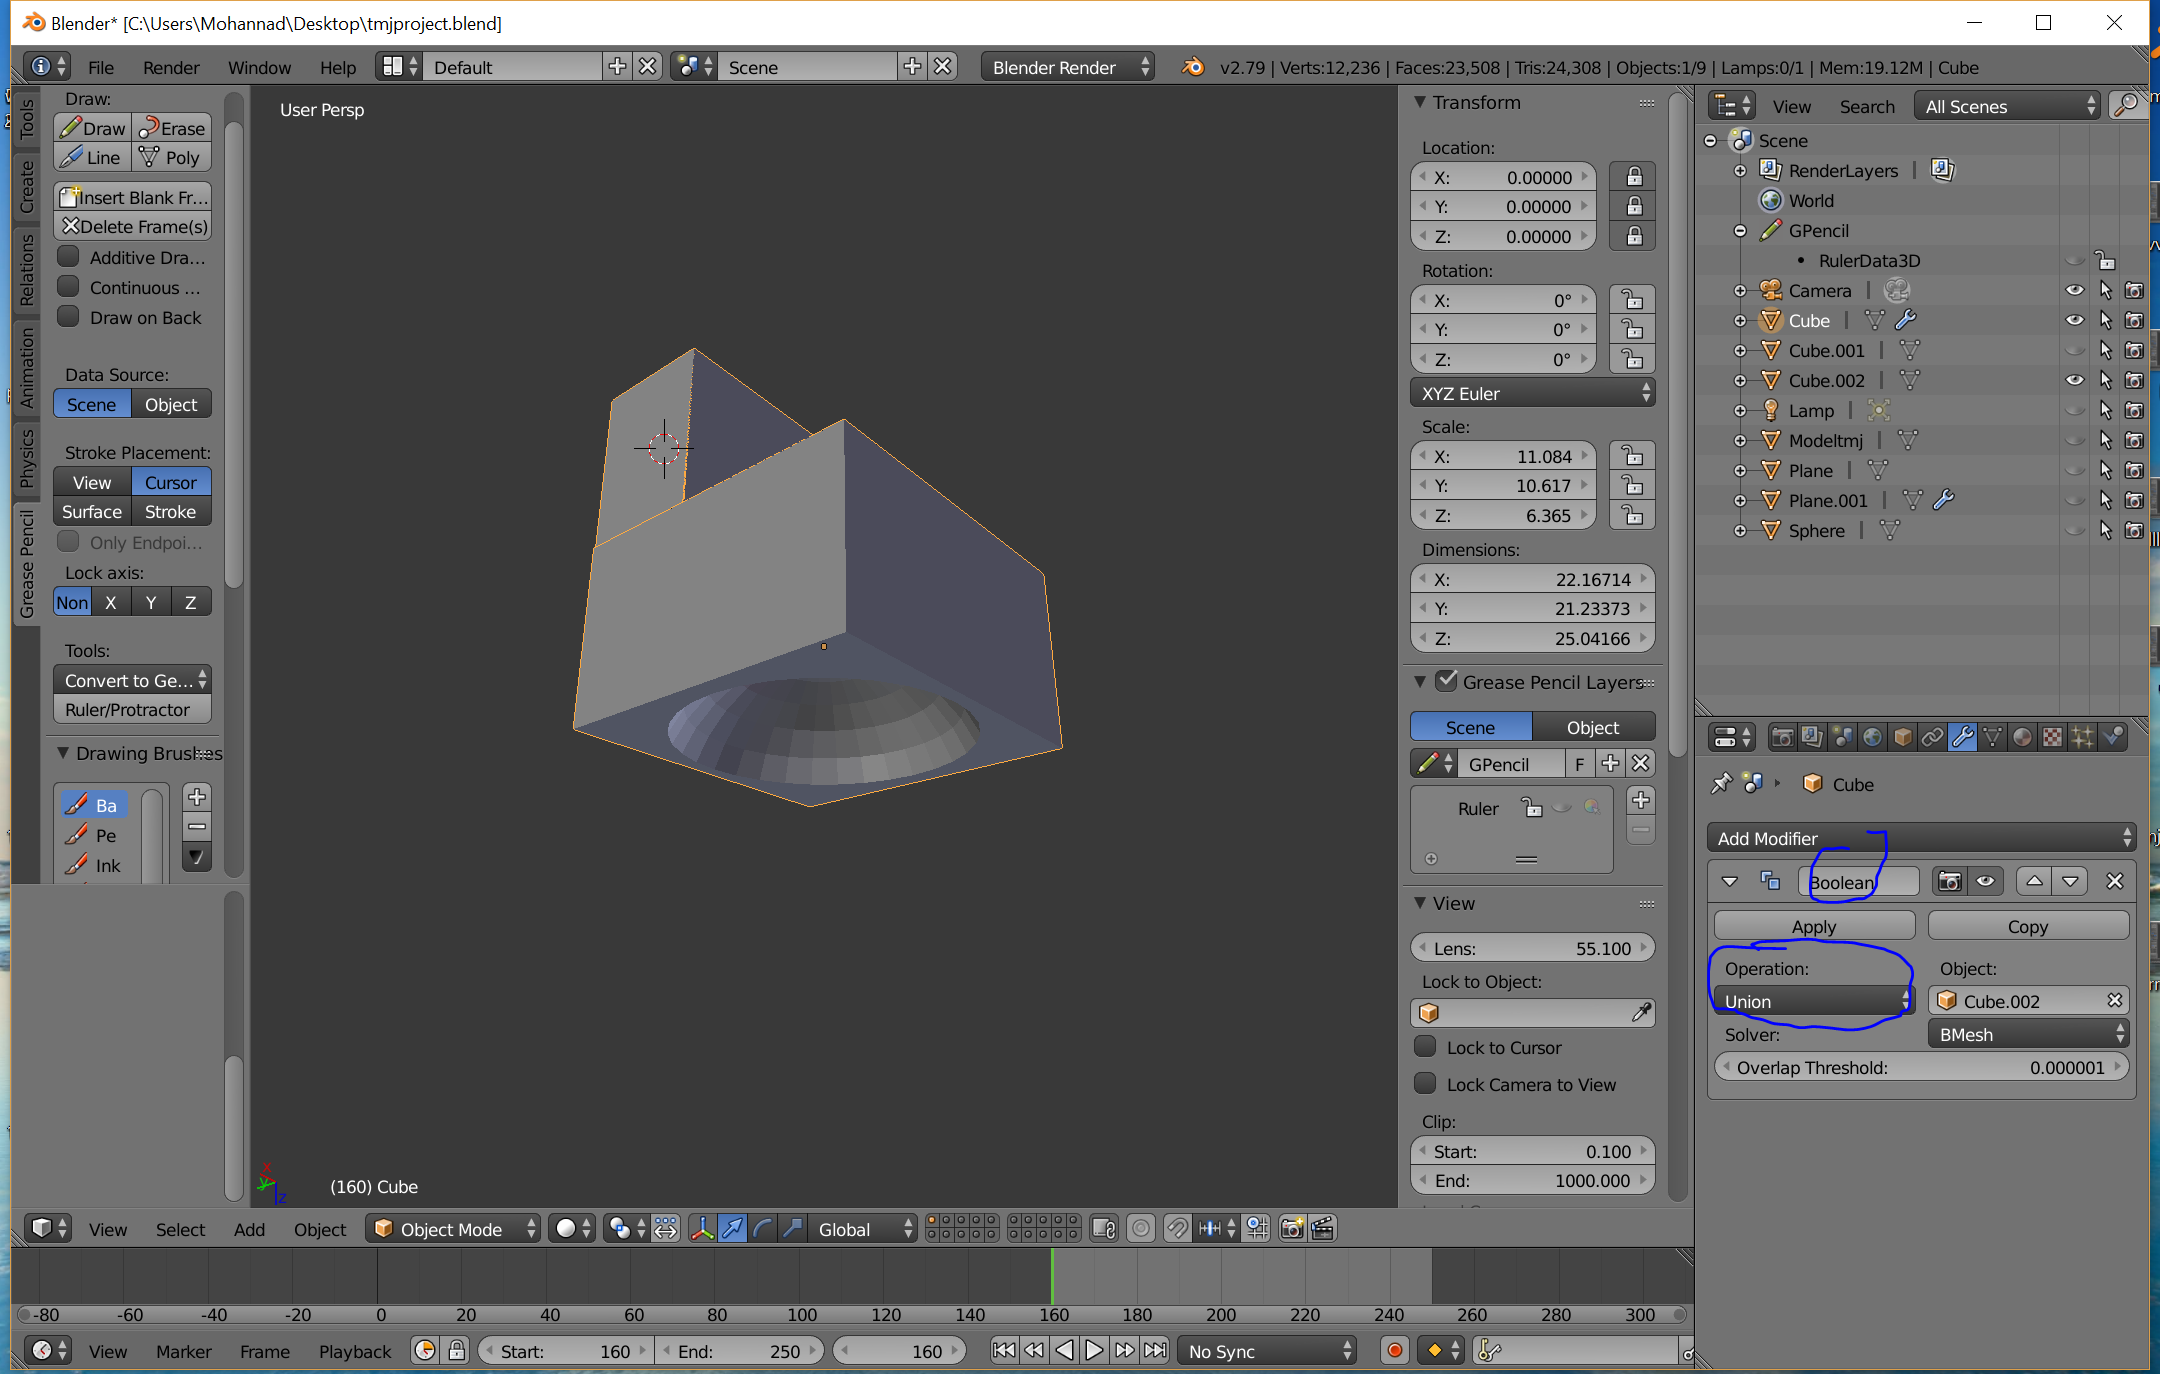 Blender* [C:\Users\Mohannad\Desktop\tmjproject.blend]
File Render Window Help Default Scene Blender Render v2.79 | Verts:12,236 | Faces:23,508 | Tris:24,308 | Objects:1/9 | Lamps:0/1 | Mem:19.12M | Cube
Tools
Create
Relations
Animation
Physics
Grease Pencil
Draw:
Draw Erase
Line Poly
Insert Blank Fr...
Delete Frame(s)
Additive Dra...
Continuous ...
Draw on Back
Data Source:
Scene Object
Stroke Placement:
View Cursor
Surface Stroke
Only Endpoi...
Lock axis:
Non X Y Z
Tools:
Convert to Ge...
Ruler/Protractor
Drawing Brushes
Ba
Pe
Ink
User Persp
X
Y
Z
(160) Cube
Transform
Location:
X: 0.00000
Y: 0.00000
Z: 0.00000
Rotation:
X: 0°
Y: 0°
Z: 0°
XYZ Euler
Scale:
X: 11.084
Y: 10.617
Z: 6.365
Dimensions:
X: 22.16714
Y: 21.23373
Z: 25.04166
Grease Pencil Layers
Scene Object
GPencil F
Ruler
View
Lens: 55.100
Lock to Object:
Lock to Cursor
Lock Camera to View
Clip:
Start: 0.100
End: 1000.000
View Search All Scenes
Scene
RenderLayers |
World
GPencil
RulerData3D
Camera |
Cube |
Cube.001 |
Cube.002 |
Lamp |
Modeltmj |
Plane |
Plane.001 |
Sphere |
Cube
Add Modifier
Boolean
Apply Copy
Operation: Object:
Union Cube.002
Solver: BMesh
Overlap Threshold: 0.000001
View Select Add Object Object Mode Global
-80 -60 -40 -20 0 20 40 60 80 100 120 140 160 180 200 220 240 260 280 300
View Marker Frame Playback Start: 160 End: 250 160 No Sync